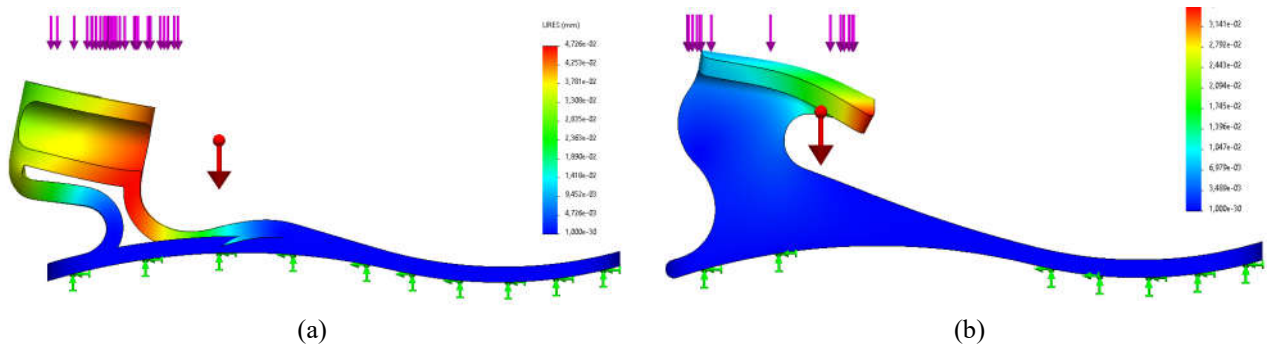 URES (mm)
4,726e-02
4,253e-02
3,781e-02
3,308e-02
2,835e-02
2,363e-02
1,890e-02
1,418e-02
9,452e-03
4,726e-03
1,000e-30
3,141e-02
2,792e-02
2,443e-02
2,094e-02
1,745e-02
1,396e-02
1,047e-02
6,979e-03
3,489e-03
1,000e-30
(a)
(b)